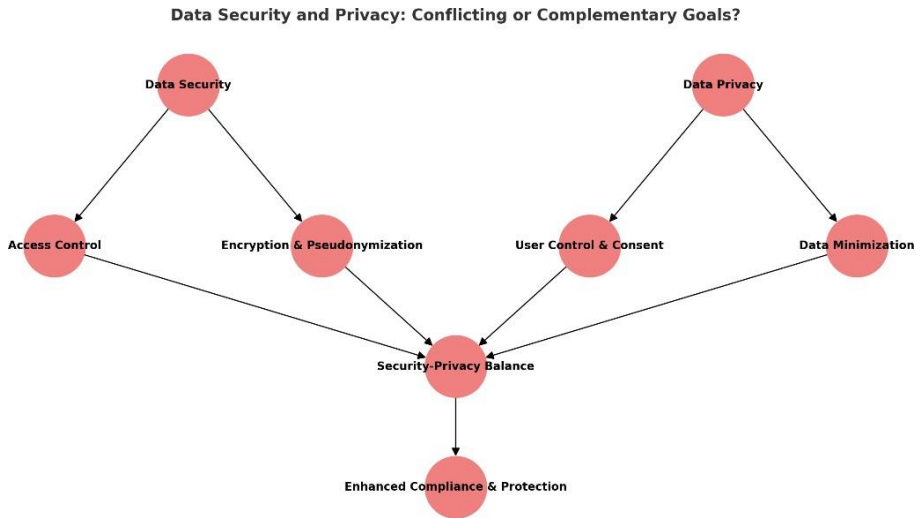 Data Security and Privacy: Conflicting or Complementary Goals?
Data Security
Data Privacy
Access Control
Encryption & Pseudonymization
User Control & Consent
Data Minimization
Security-Privacy Balance
Enhanced Compliance & Protection